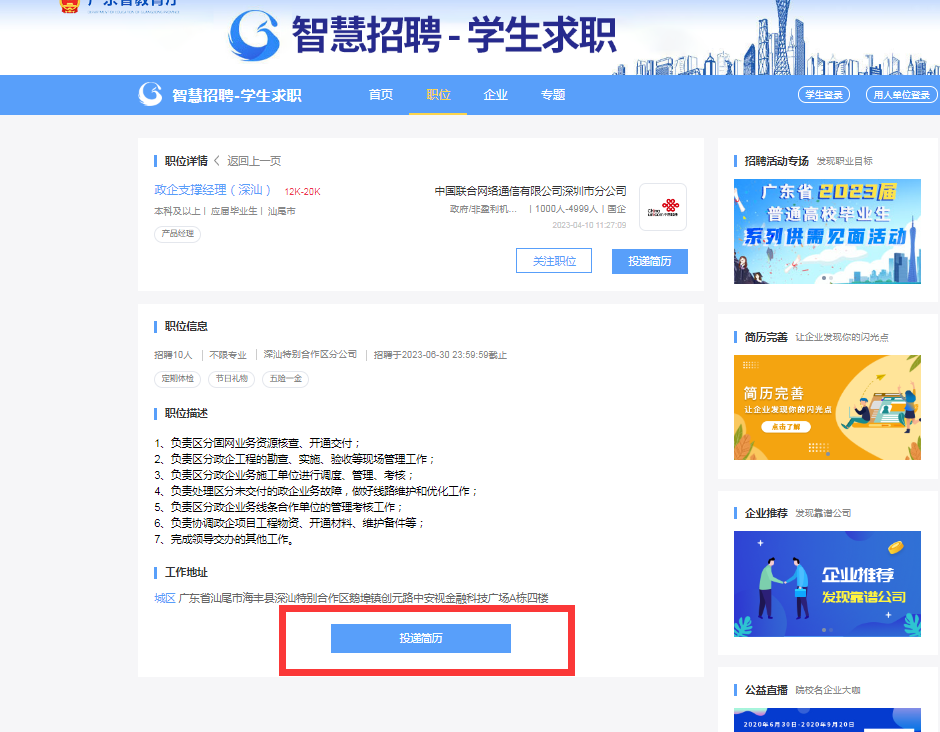 广东省教育厅
智慧招聘-学生求职
智慧招聘-学生求职
首页
职位
企业
专题
学生登录
用人单位登录
职位详情 < 返回上一页
政企支撑经理（深汕） 12K-20K
本科及以上 | 应届毕业生 | 汕尾市
产品经理
中国联合网络通信有限公司深圳市分公司
政府/非盈利机... | 1000人-4999人 | 国企
2023-04-10 11:27:09
关注职位
投递简历
职位信息
招聘10人 | 不限专业 | 深汕特别合作区分公司 | 招聘于2023-06-30 23:59:59截止
定期体检
节日礼物
五险一金
职位描述
1、负责区分固网业务资源核查、开通交付；
2、负责区分政企工程的勘查、实施、验收等现场管理工作；
3、负责区分政企业务施工单位进行调度、管理、考核；
4、负责处理区分未交付的政企业务故障，做好线路维护和优化工作；
5、负责区分政企业务线条合作单位的管理考核工作；
6、负责协调政企项目工程物资、开通材料、维护备件等；
7、完成领导交办的其他工作。
工作地址
城区 广东省汕尾市海丰县深汕特别合作区鹅埠镇创元路中安视金融科技广场A栋四楼
投递简历
招聘活动专场 发现职业目标
广东省2023届
普通高校毕业生
系列供需见面活动
简历完善 让企业发现你的闪光点
简历完善
让企业发现你的闪光点
点击了解
企业推荐 发现靠谱公司
企业推荐
发现靠谱公司
公益直播 院校名企业大咖
2020年6月30日-2020年9月20日